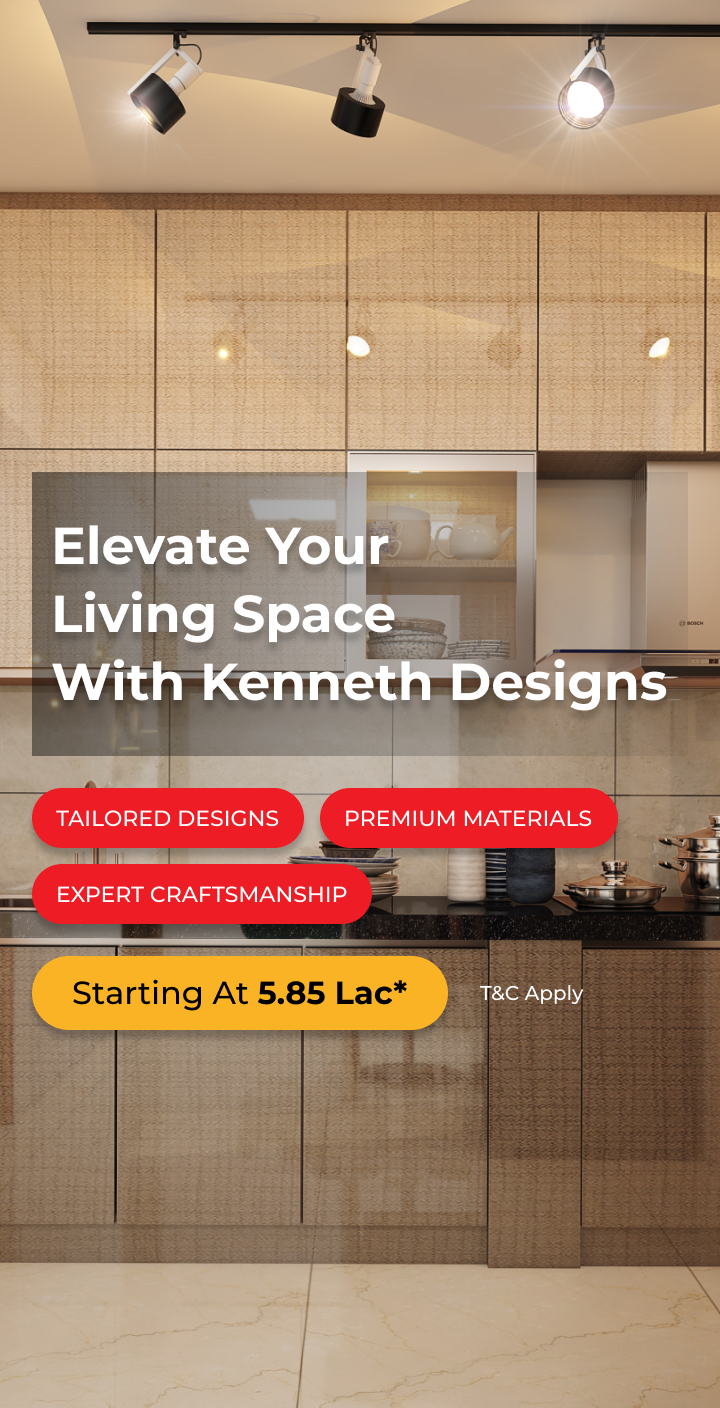 Elevate Your
Living Space
With Kenneth Designs
BOSCH
TAILORED DESIGNS
PREMIUM MATERIALS
EXPERT CRAFTSMANSHIP
Starting At 5.85 Lac*
T&C Apply